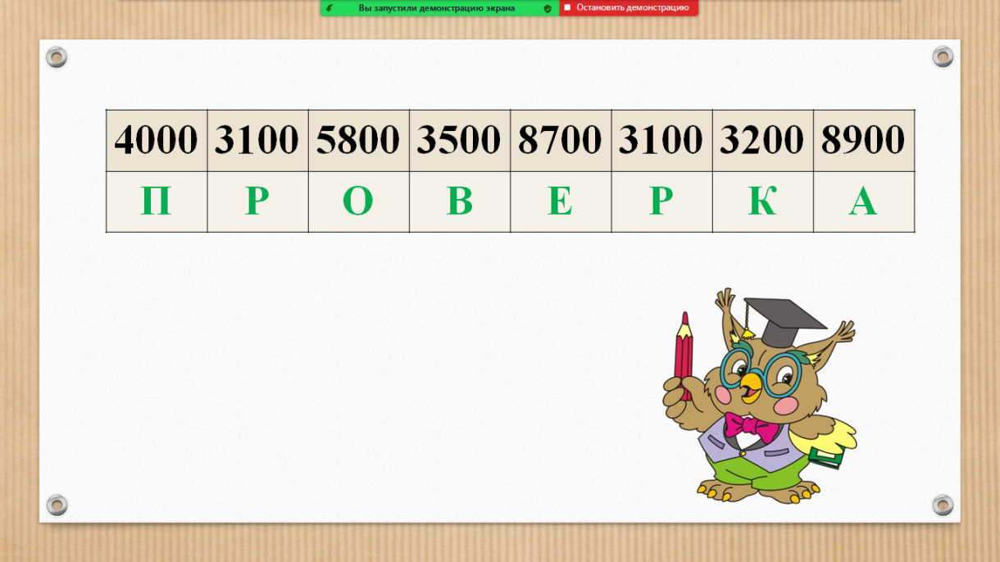 Вы запустили демонстрацию экрана Остановить демонстрацию
4000 3100 5800 3500 8700 3100 3200 8900
П Р О В Е Р К А